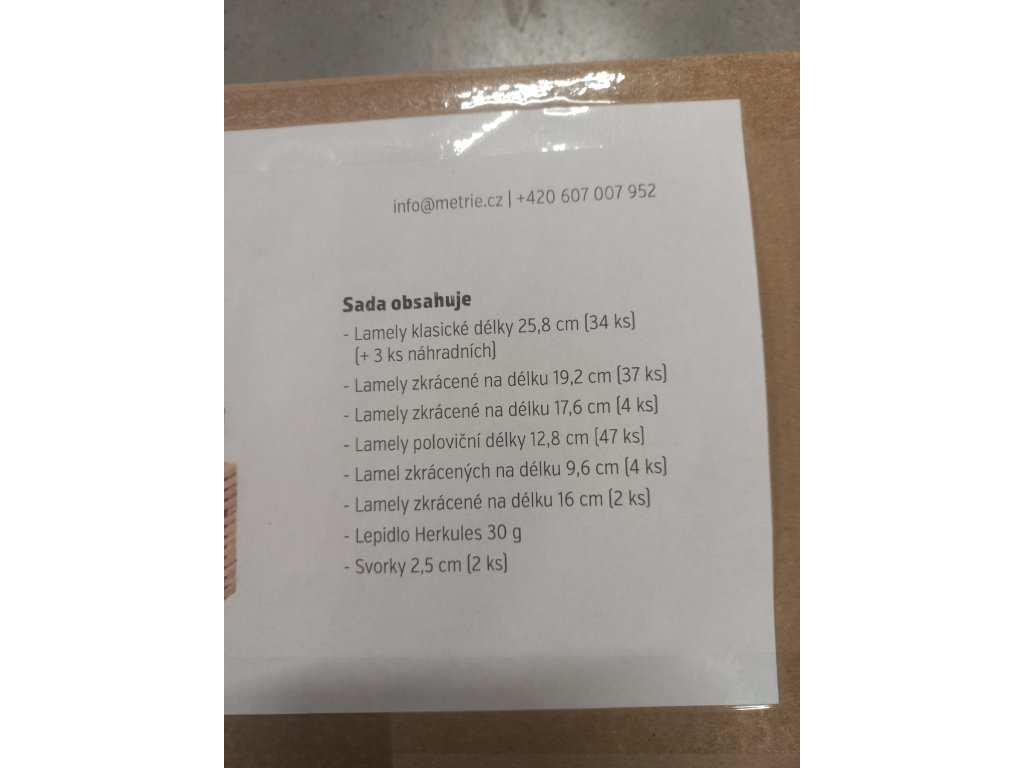 info@metrie.cz | +420 607 007 952
Sada obsahuje
- Lamely klasické délky 25,8 cm (34 ks)
(+ 3 ks náhradních)
- Lamely zkrácené na délku 19,2 cm (37 ks)
- Lamely zkrácené na délku 17,6 cm (4 ks)
- Lamely poloviční délky 12,8 cm (47 ks)
- Lamel zkrácených na délku 9,6 cm (4 ks)
- Lamely zkrácené na délku 16 cm (2 ks)
- Lepidlo Herkules 30 g
- Svorky 2,5 cm (2 ks)